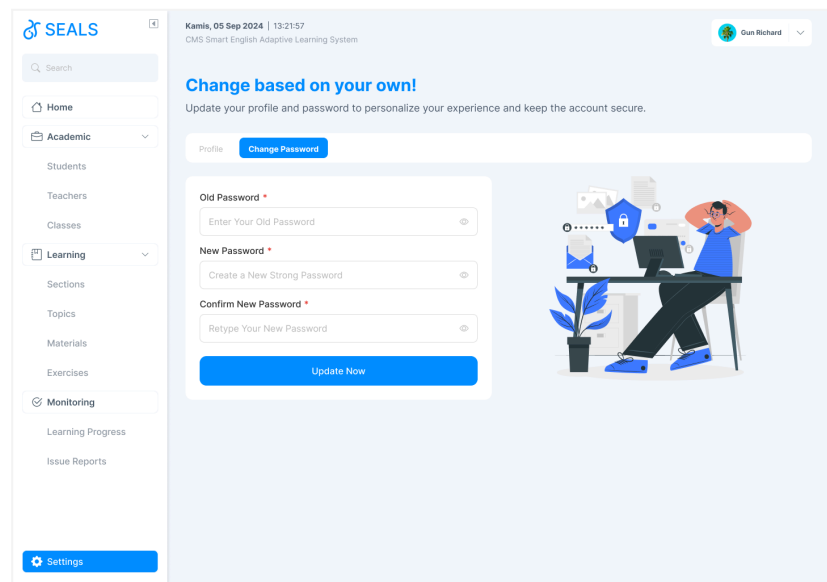 SEALS
Search
Home
Academic
Students
Teachers
Classes
Learning
Sections
Topics
Materials
Exercises
Monitoring
Learning Progress
Issue Reports
Settings
Kamis, 05 Sep 2024 | 13:21:57
CMS Smart English Adaptive Learning System
Gun Richard
Change based on your own!
Update your profile and password to personalize your experience and keep the account secure.
Profile
Change Password
Old Password *
Enter Your Old Password
New Password *
Create a New Strong Password
Confirm New Password *
Retype Your New Password
Update Now